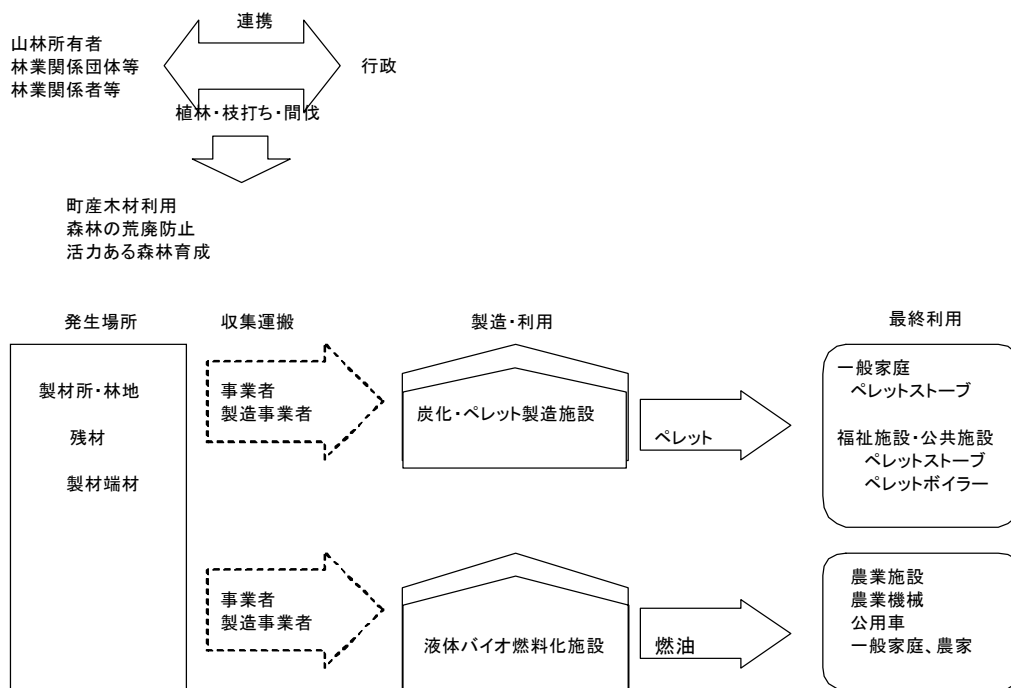 連携
山林所有者
林業関係団体等
林業関係者等
行政
植林・枝打ち・間伐
町産木材利用
森林の荒廃防止
活力ある森林育成
発生場所
収集運搬
製造・利用
最終利用
製材所・林地
残材
製材端材
事業者
製造事業者
炭化・ペレット製造施設
ペレット
一般家庭
ペレットストーブ
福祉施設・公共施設
ペレットストーブ
ペレットボイラー
事業者
製造事業者
液体バイオ燃料化施設
燃油
農業施設
農業機械
公用車
一般家庭、農家